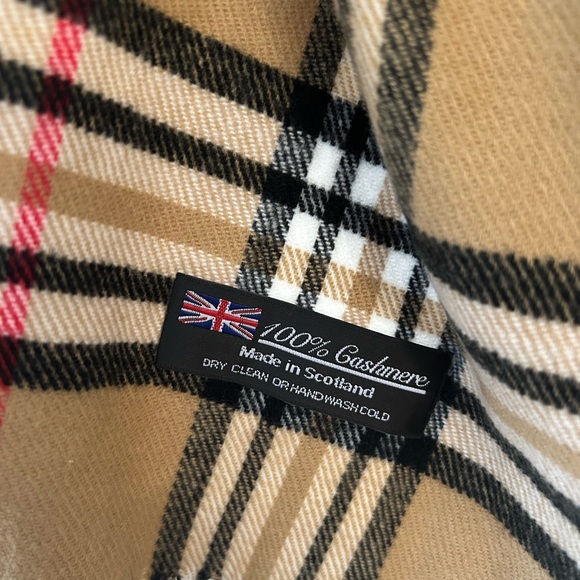 100% Cashmere
Made in Scotland
DRY CLEAN OR HAND WASH COLD